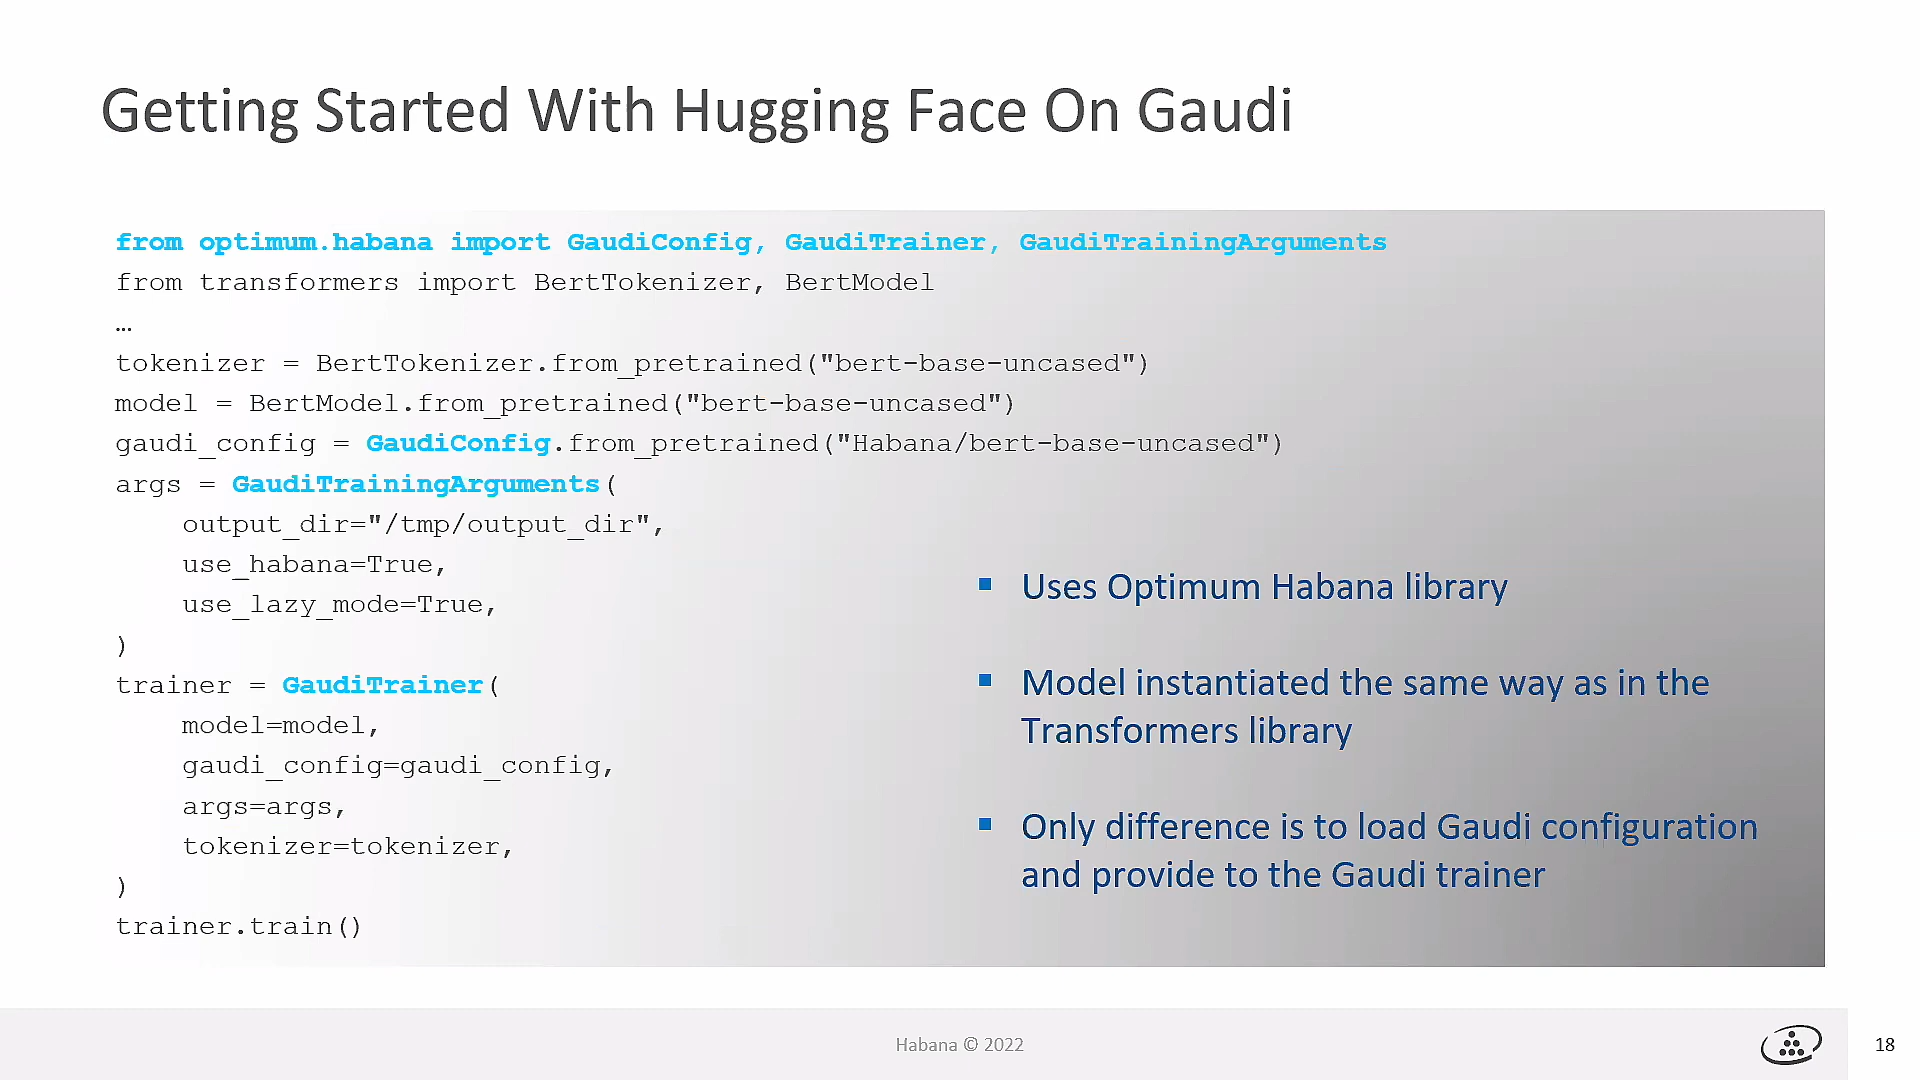 Getting Started With Hugging Face On Gaudi
from optimum.habana import GaudiConfig, GaudiTrainer, GaudiTrainingArguments
from transformers import BertTokenizer, BertModel
…
tokenizer = BertTokenizer.from_pretrained("bert-base-uncased")
model = BertModel.from_pretrained("bert-base-uncased")
gaudi_config = GaudiConfig.from_pretrained("Habana/bert-base-uncased")
args = GaudiTrainingArguments(
    output_dir="/tmp/output_dir",
    use_habana=True,
    use_lazy_mode=True,
)
trainer = GaudiTrainer(
    model=model,
    gaudi_config=gaudi_config,
    args=args,
    tokenizer=tokenizer,
)
trainer.train()
▪ Uses Optimum Habana library
▪ Model instantiated the same way as in the
Transformers library
▪ Only difference is to load Gaudi configuration
and provide to the Gaudi trainer
Habana © 2022
18